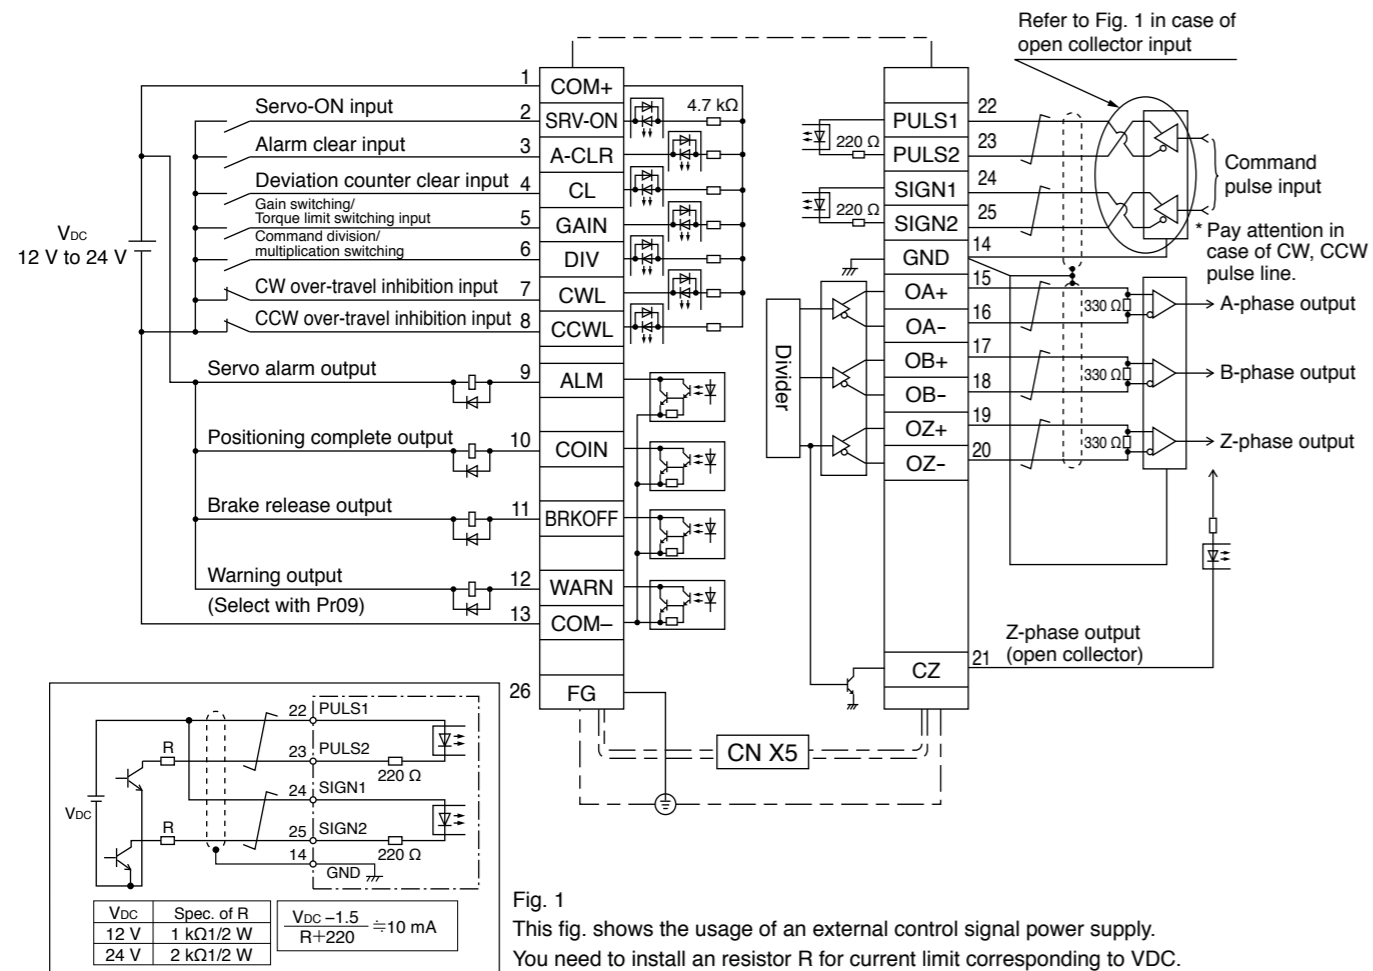 Refer to Fig. 1 in case of
open collector input
VDC
12 V to 24 V
Servo-ON input
Alarm clear input
Deviation counter clear input
Gain switching/
Torque limit switching input
Command division/
multiplication switching
CW over-travel inhibition input
CCW over-travel inhibition input
Servo alarm output
Positioning complete output
Brake release output
Warning output
(Select with Pr09)
1 COM+
2 SRV-ON 4.7 kΩ
3 A-CLR
4 CL
5 GAIN
6 DIV
7 CWL
8 CCWL
9 ALM
10 COIN
11 BRKOFF
12 WARN
13 COM–
26 FG
Divider
220 Ω
220 Ω
PULS1 22
PULS2 23
SIGN1 24
SIGN2 25
GND 14
OA+ 15
OA– 16
OB+ 17
OB– 18
OZ+ 19
OZ– 20
CZ 21
Command
pulse input
* Pay attention in
case of CW, CCW
pulse line.
330 Ω A-phase output
330 Ω B-phase output
330 Ω Z-phase output
Z-phase output
(open collector)
CN X5
VDC
R
R
22 PULS1
23 PULS2
220 Ω
24 SIGN1
25 SIGN2
220 Ω
14 GND
VDC Spec. of R
12 V 1 kΩ1/2 W
24 V 2 kΩ1/2 W
VDC –1.5
R+220
≒10 mA
Fig. 1
This fig. shows the usage of an external control signal power supply.
You need to install an resistor R for current limit corresponding to VDC.